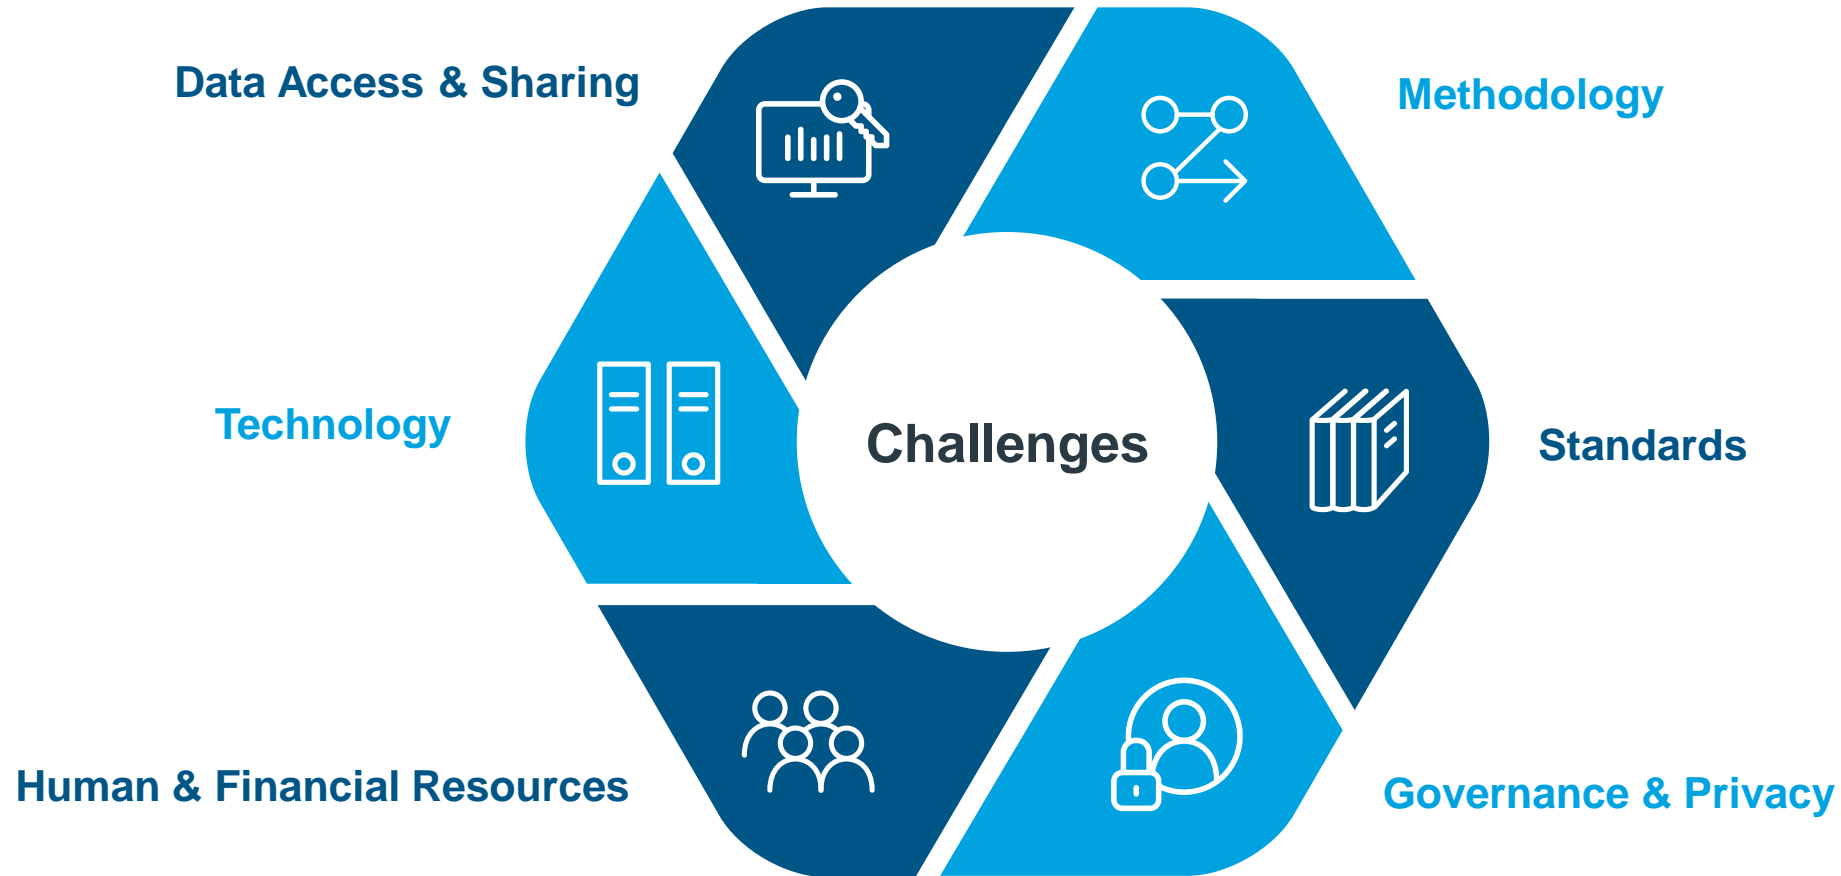 Data Access & Sharing
Methodology
Technology
Challenges
Standards
Human & Financial Resources
Governance & Privacy